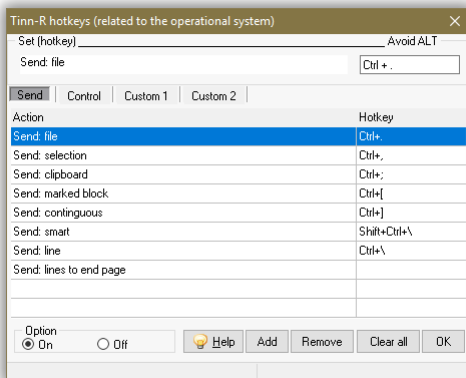 Tinn-R hotkeys (related to the operational system)
Set (hotkey) Avoid ALT
Send: file Ctrl + .
Send Control Custom 1 Custom 2
Action Hotkey
Send: file Ctrl+.
Send: selection Ctrl+,
Send: clipboard Ctrl+;
Send: marked block Ctrl+[
Send: continguous Ctrl+]
Send: smart Shift+Ctrl+\
Send: line Ctrl+\
Send: lines to end page
Option
On Off Help Add Remove Clear all OK